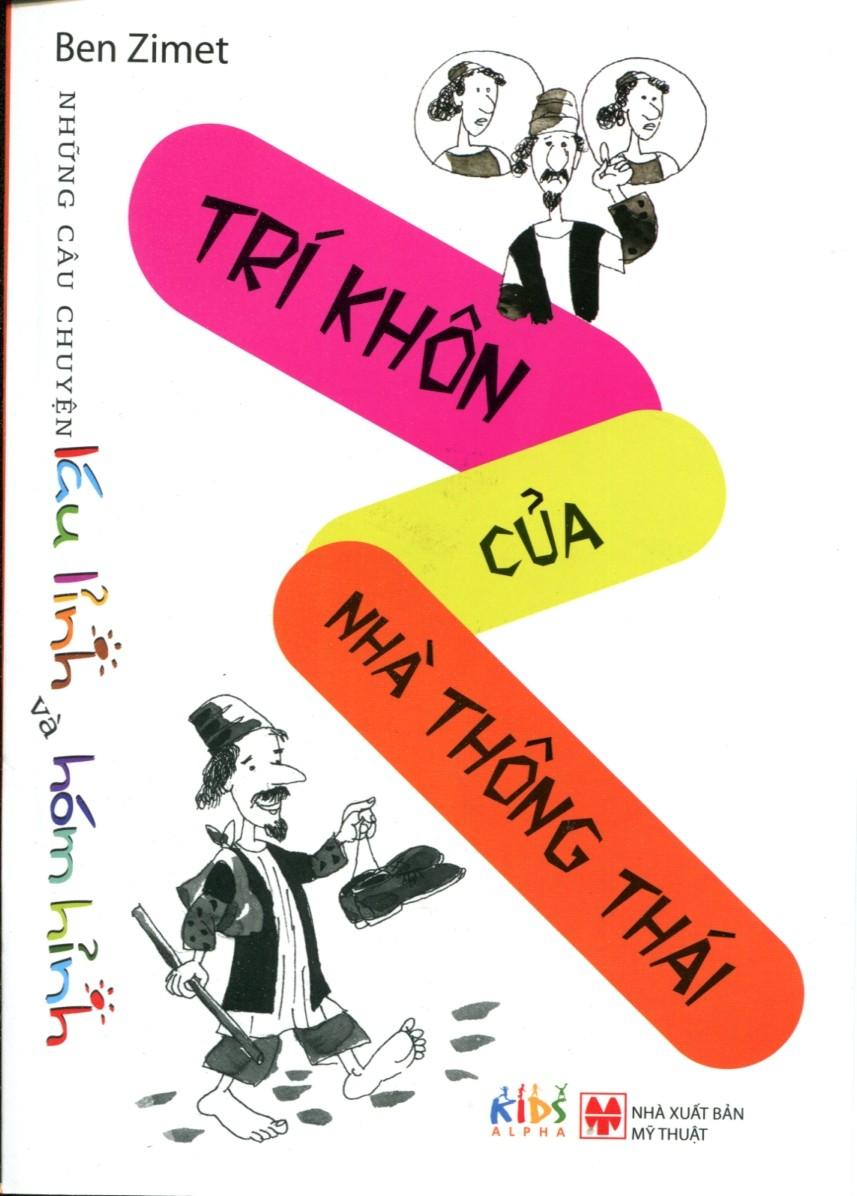 Ben Zimet
NHỮNG CÂU CHUYỆN láu lỉnh và hóm hỉnh
TRÍ KHÔN
CỦA
NHÀ THÔNG THÁI
KIDS
ALPHA
NHÀ XUẤT BẢN
MỸ THUẬT